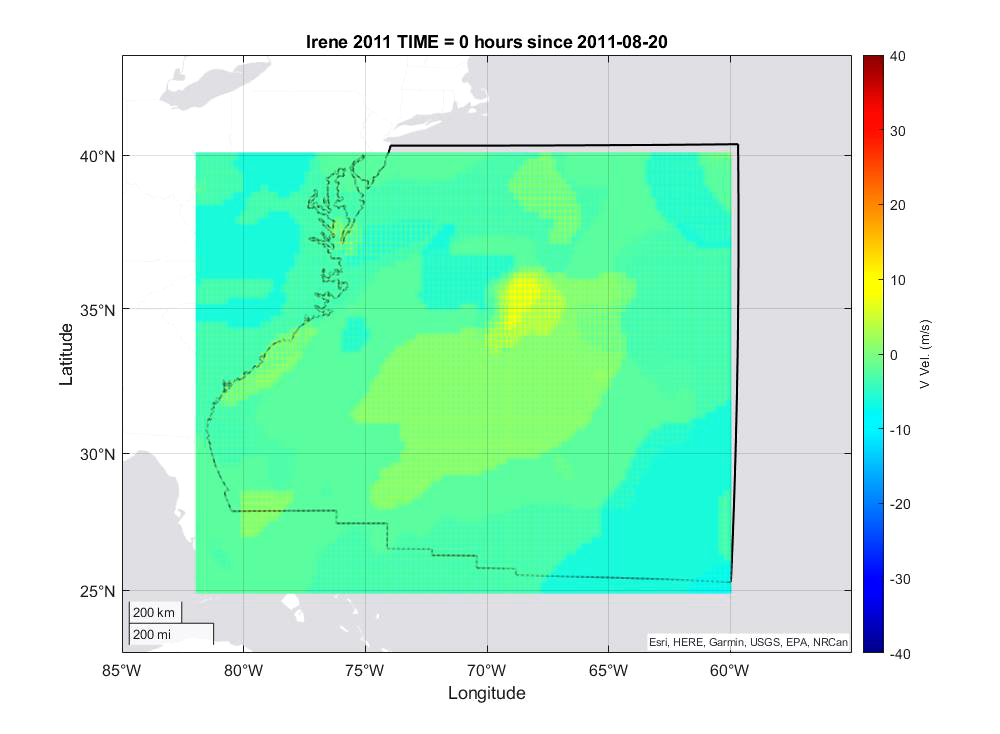 Irene 2011 TIME = 0 hours since 2011-08-20
40°N
35°N
30°N
25°N
Latitude
85°W
80°W
75°W
70°W
65°W
60°W
Longitude
200 km
200 mi
Esri, HERE, Garmin, USGS, EPA, NRCan
40
30
20
10
0
-10
-20
-30
-40
V Vel. (m/s)